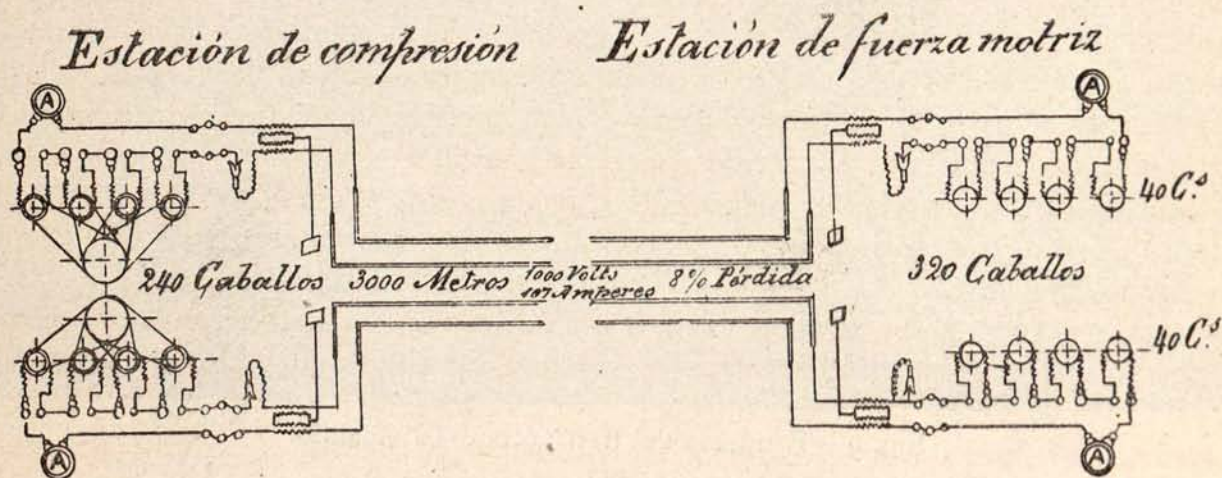 Estación de compresión
Estación de fuerza motriz
A
A
40 C.s
240 Caballos
3000 Metros
1000 Volts
107 Amperes
8% Pérdida
320 Caballos
40 C.s
A
A